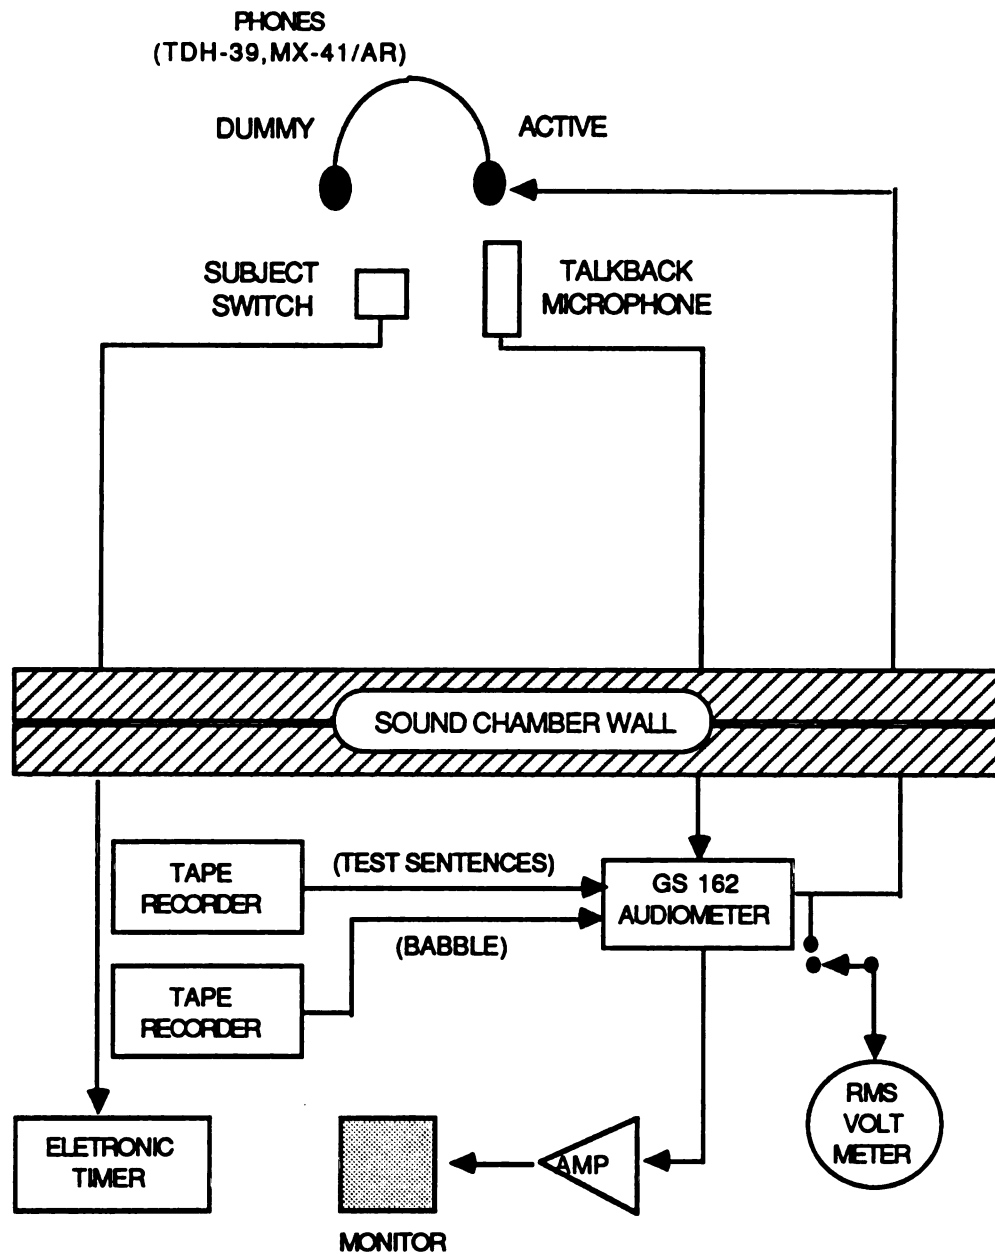 PHONES
(TDH-39,MX-41/AR)
DUMMY
ACTIVE
SUBJECT
SWITCH
TALKBACK
MICROPHONE
SOUND CHAMBER WALL
TAPE
RECORDER
(TEST SENTENCES)
GS 162
AUDIOMETER
(BABBLE)
TAPE
RECORDER
RMS
VOLT
METER
ELETRONIC
TIMER
AMP
MONITOR